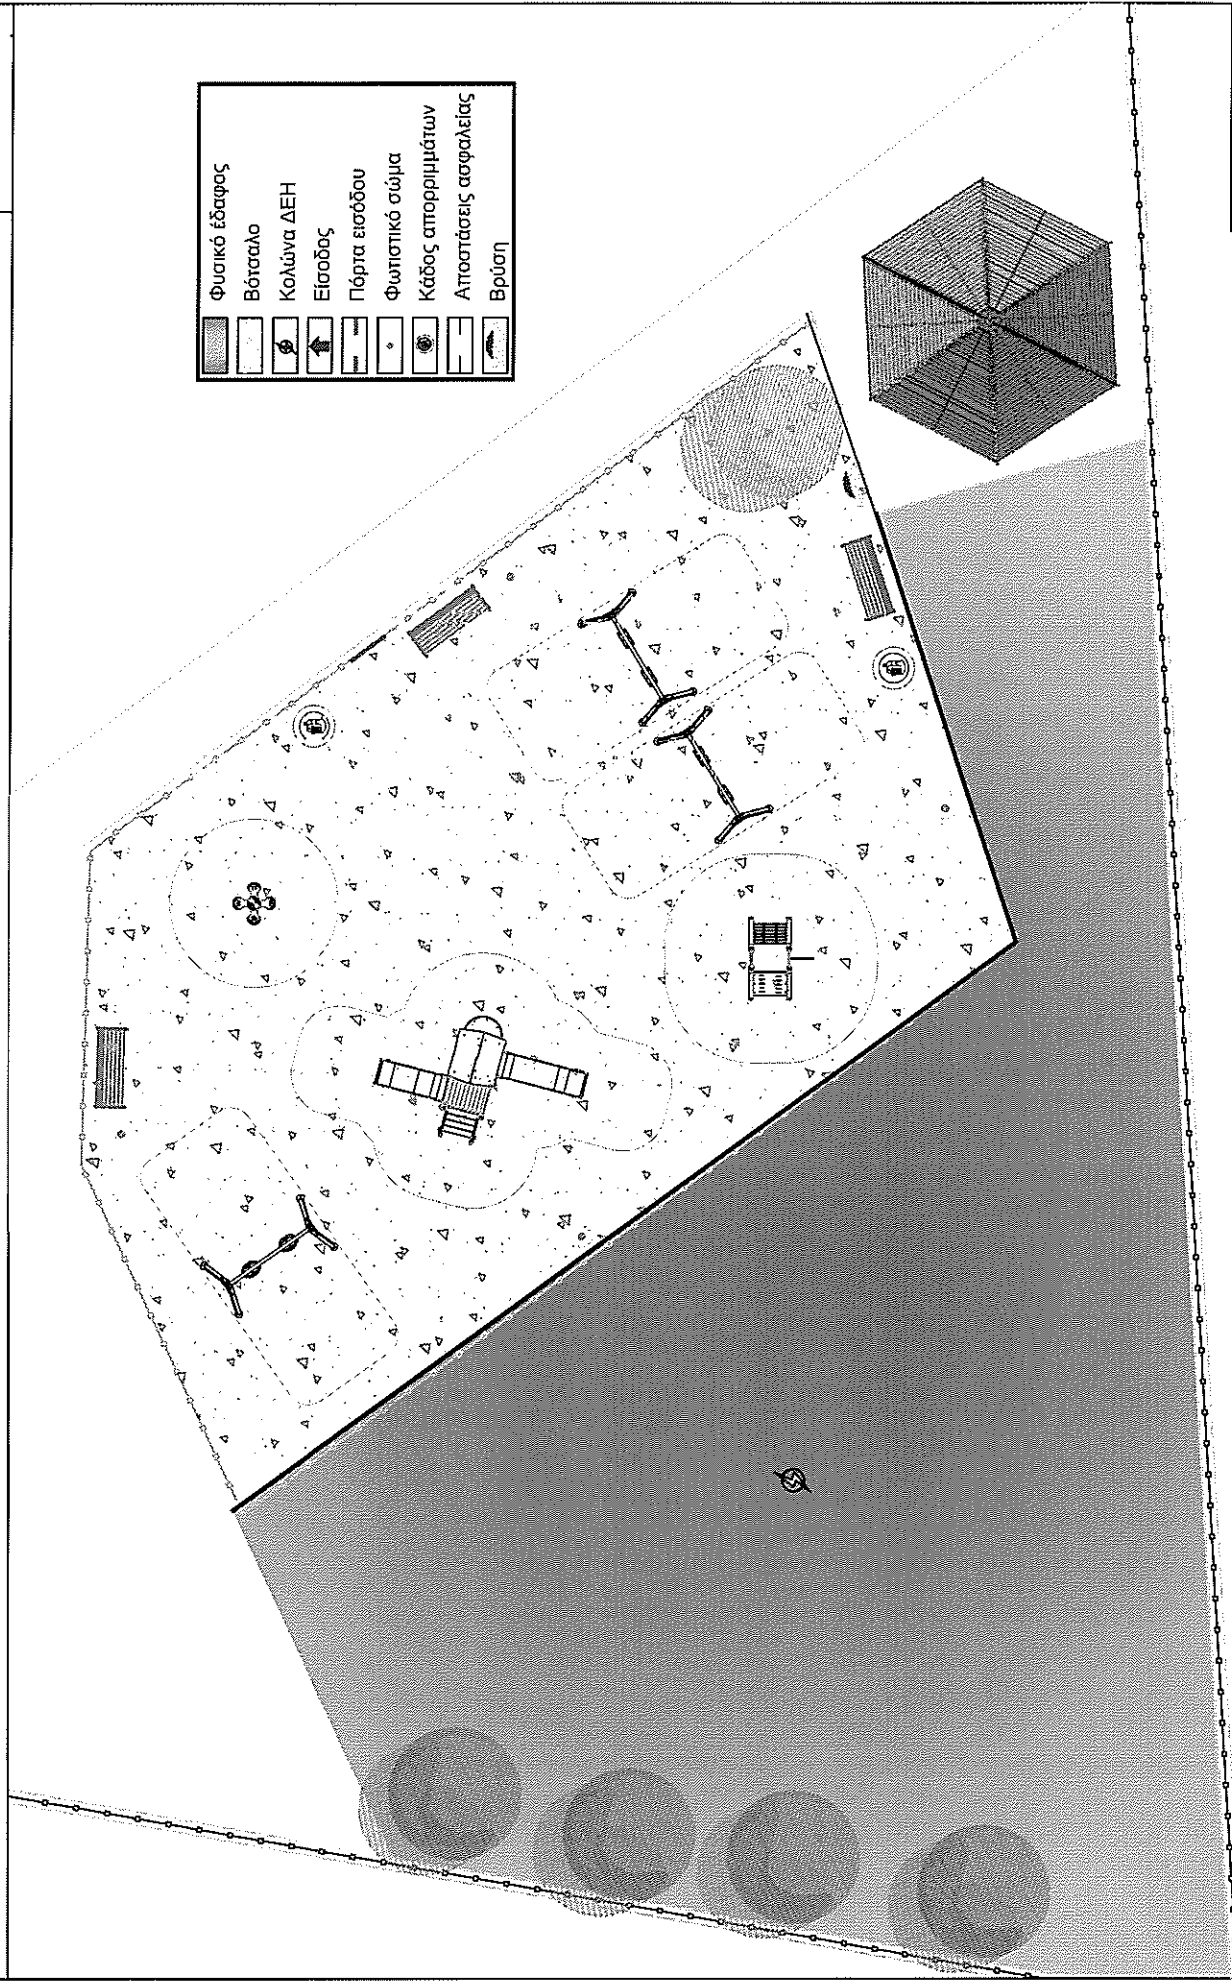 Φυσικό έδαφος
Βότσαλο
Κολώνα ΔΕΗ
Είσοδος
Πόρτα εισόδου
Φωτιστικό σώμα
Κάδος απορριμμάτων
Αποστάσεις ασφαλείας
Βρύση